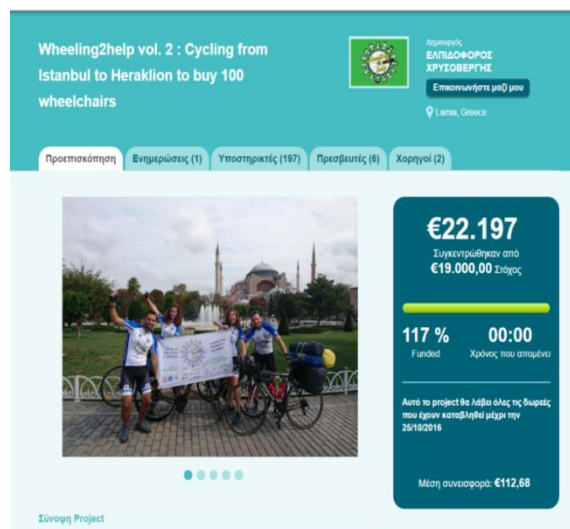 Wheeling2help vol. 2 : Cycling from
Istanbul to Heraklion to buy 100
wheelchairs
Δημιουργός
ΕΛΠΙΔΟΦΟΡΟΣ
ΧΡΥΣΟΒΕΡΓΗΣ
Επικοινωνήστε μαζί μου
Lamia, Greece
Προεπισκόπηση
Ενημερώσεις (1)
Υποστηρικτές (197)
Πρεσβευτές (6)
Χορηγοί (2)
€22.197
Συγκεντρώθηκαν από
€19.000,00 Στόχος
117 %
Funded
00:00
Χρόνος που απομένει
Αυτό το project θα λάβει όλες τις δωρεές
που έχουν καταβληθεί μέχρι την
25/10/2016
Μέση συνεισφορά: €112,68
Σύνοψη Project